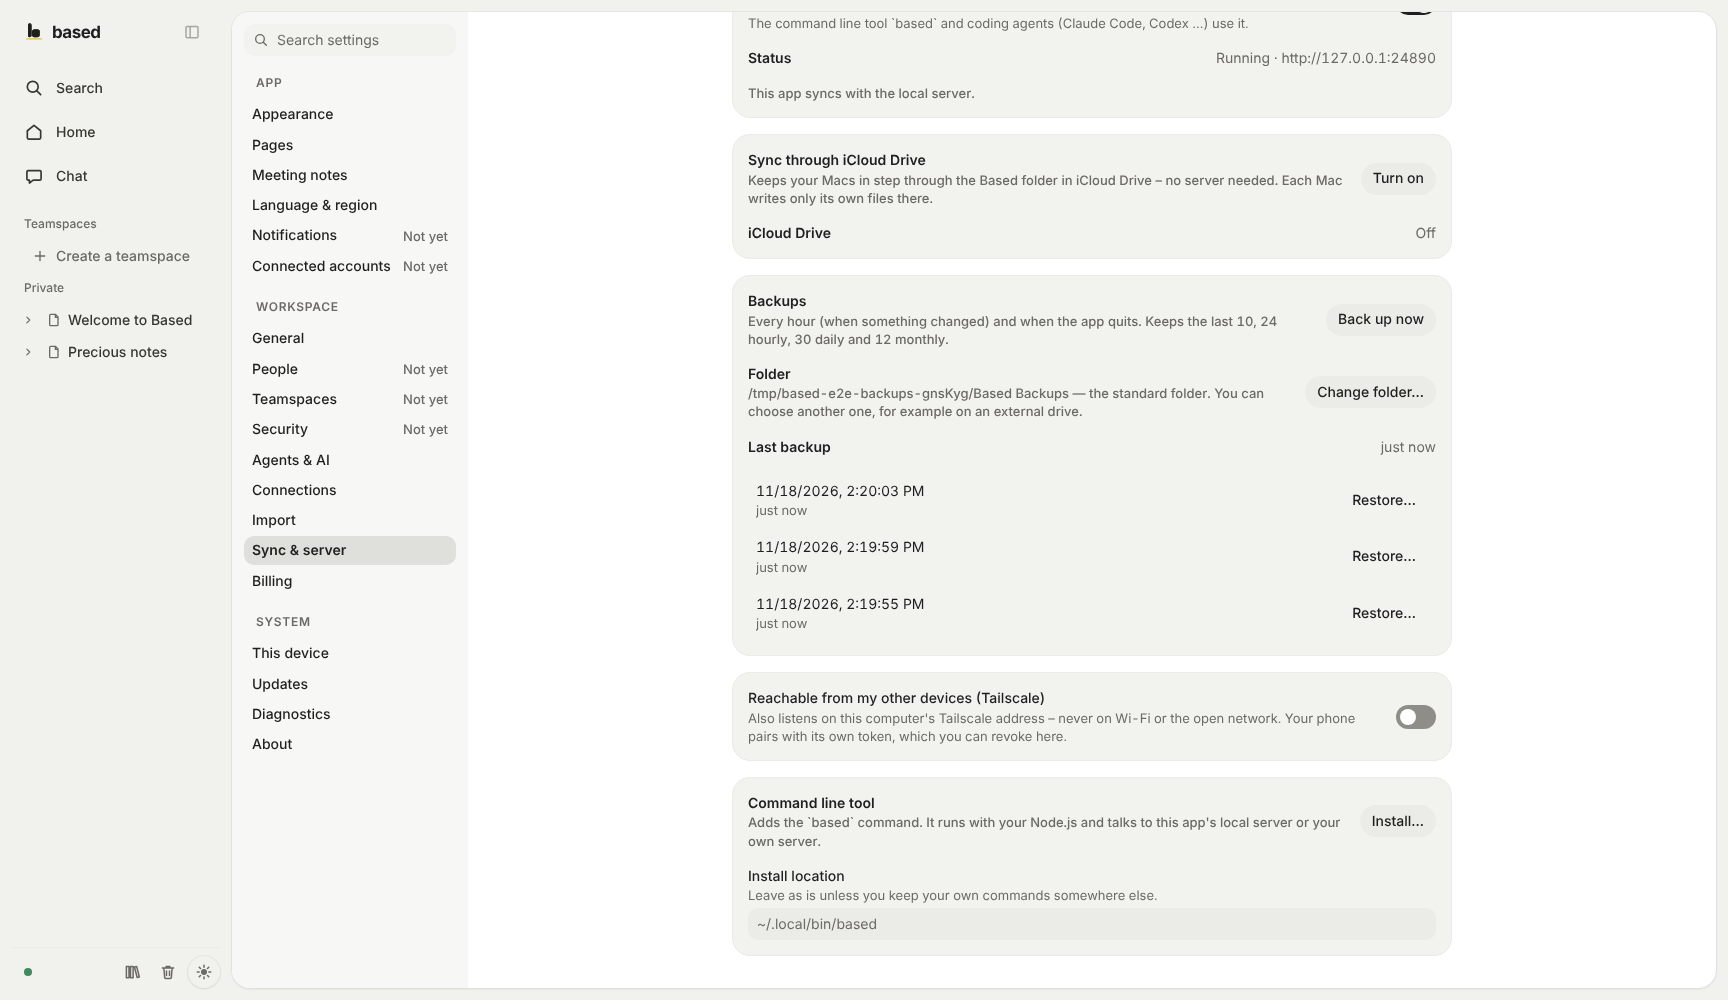 based
Search
Home
Chat
Teamspaces
Create a teamspace
Private
Welcome to Based
Precious notes
Search settings
APP
Appearance
Pages
Meeting notes
Language & region
Notifications Not yet
Connected accounts Not yet
WORKSPACE
General
People Not yet
Teamspaces Not yet
Security Not yet
Agents & AI
Connections
Import
Sync & server
Billing
SYSTEM
This device
Updates
Diagnostics
About
The command line tool `based` and coding agents (Claude Code, Codex ...) use it.
Status Running · http://127.0.0.1:24890
This app syncs with the local server.
Sync through iCloud Drive
Keeps your Macs in step through the Based folder in iCloud Drive – no server needed. Each Mac
writes only its own files there.
Turn on
iCloud Drive Off
Backups
Every hour (when something changed) and when the app quits. Keeps the last 10, 24
hourly, 30 daily and 12 monthly.
Back up now
Folder
/tmp/based-e2e-backups-gnsKyg/Based Backups — the standard folder. You can
choose another one, for example on an external drive.
Change folder...
Last backup just now
11/18/2026, 2:20:03 PM
just now
Restore...
11/18/2026, 2:19:59 PM
just now
Restore...
11/18/2026, 2:19:55 PM
just now
Restore...
Reachable from my other devices (Tailscale)
Also listens on this computer's Tailscale address – never on Wi-Fi or the open network. Your phone
pairs with its own token, which you can revoke here.
Command line tool
Adds the `based` command. It runs with your Node.js and talks to this app's local server or your
own server.
Install...
Install location
Leave as is unless you keep your own commands somewhere else.
~/.local/bin/based